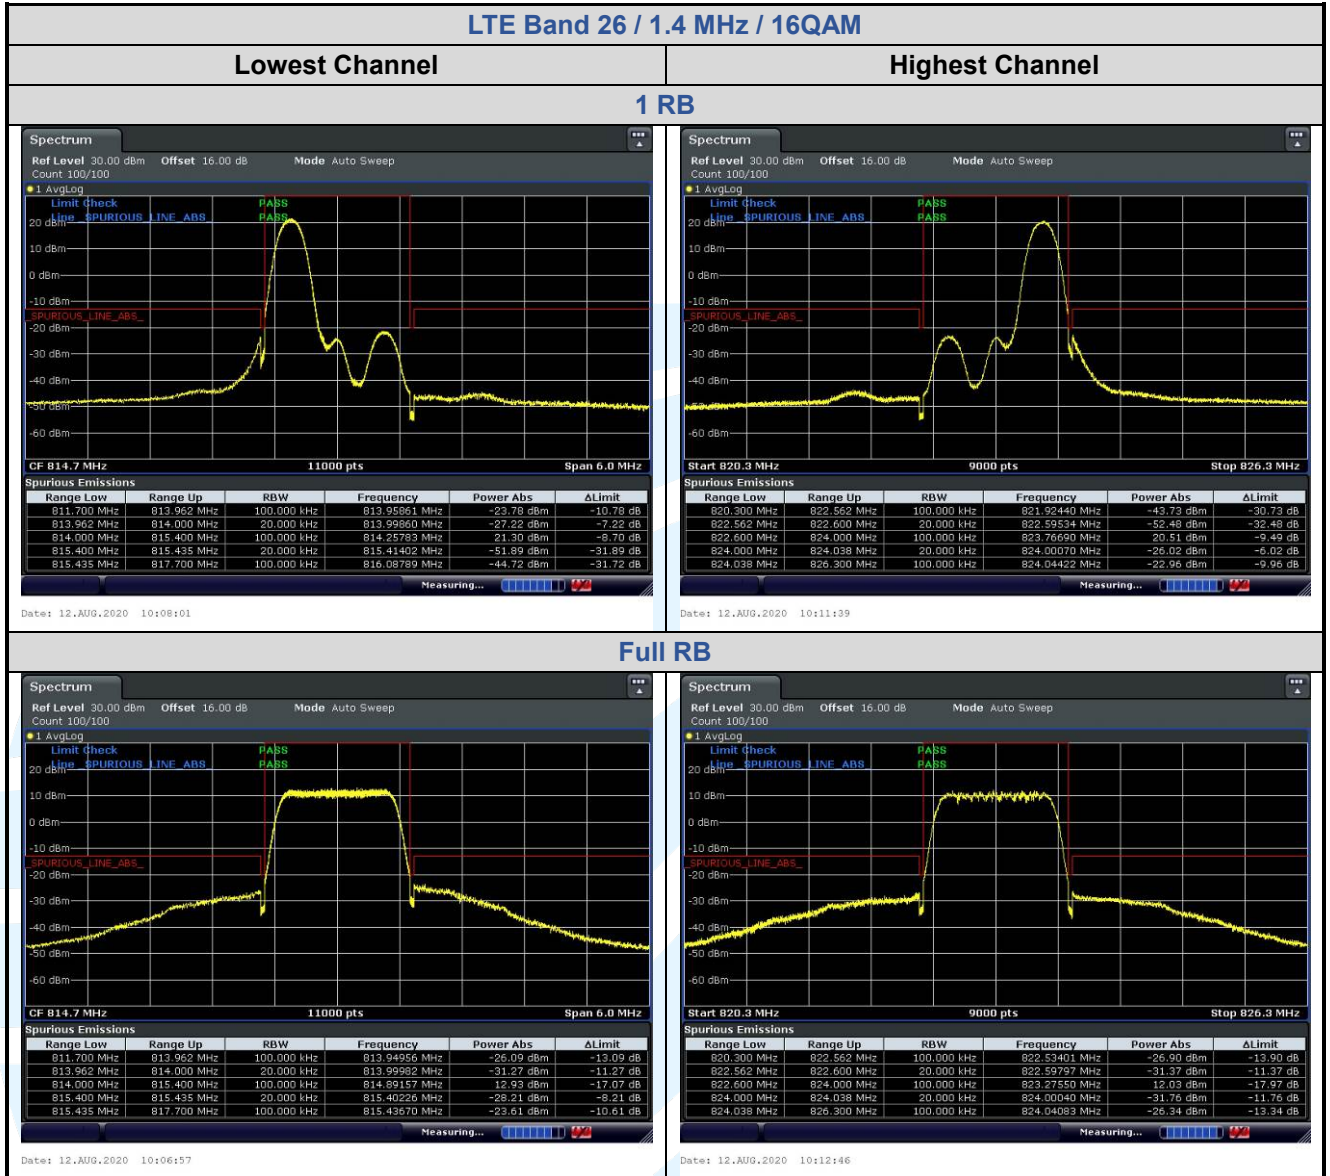 LTE Band 26 / 1.4 MHz / 16QAM
Lowest Channel Highest Channel
1 RB
Spectrum
Ref Level 30.00 dBm Offset 16.00 dB Mode Auto Sweep
Count 100/100
1 AvgLog
Limit Check PASS
Line _SPURIOUS_LINE_ABS_ PASS
20 dBm
10 dBm
0 dBm
-10 dBm
_SPURIOUS_LINE_ABS_
-20 dBm
-30 dBm
-40 dBm
-50 dBm
-60 dBm
CF 814.7 MHz 11000 pts Span 6.0 MHz
Spurious Emissions
Range Low Range Up RBW Frequency Power Abs ΔLimit
811.700 MHz 813.962 MHz 100.000 kHz 813.95861 MHz -23.78 dBm -10.78 dB
813.962 MHz 814.000 MHz 20.000 kHz 813.99860 MHz -27.22 dBm -7.22 dB
814.000 MHz 815.400 MHz 100.000 kHz 814.25783 MHz 21.30 dBm -8.70 dB
815.400 MHz 815.435 MHz 20.000 kHz 815.41402 MHz -51.89 dBm -31.89 dB
815.435 MHz 817.700 MHz 100.000 kHz 816.08789 MHz -44.72 dBm -31.72 dB
Measuring...
Date: 12.AUG.2020 10:08:01
Spectrum
Ref Level 30.00 dBm Offset 16.00 dB Mode Auto Sweep
Count 100/100
1 AvgLog
Limit Check PASS
Line _SPURIOUS_LINE_ABS_ PASS
20 dBm
10 dBm
0 dBm
-10 dBm
_SPURIOUS_LINE_ABS_
-20 dBm
-30 dBm
-40 dBm
-50 dBm
-60 dBm
Start 820.3 MHz 9000 pts Stop 826.3 MHz
Spurious Emissions
Range Low Range Up RBW Frequency Power Abs ΔLimit
820.300 MHz 822.562 MHz 100.000 kHz 821.92440 MHz -43.73 dBm -30.73 dB
822.562 MHz 822.600 MHz 20.000 kHz 822.59534 MHz -52.48 dBm -32.48 dB
822.600 MHz 824.000 MHz 100.000 kHz 823.76690 MHz 20.51 dBm -9.49 dB
824.000 MHz 824.038 MHz 20.000 kHz 824.00070 MHz -26.02 dBm -6.02 dB
824.038 MHz 826.300 MHz 100.000 kHz 824.04422 MHz -22.96 dBm -9.96 dB
Measuring...
Date: 12.AUG.2020 10:11:39
Full RB
Spectrum
Ref Level 30.00 dBm Offset 16.00 dB Mode Auto Sweep
Count 100/100
1 AvgLog
Limit Check PASS
Line _SPURIOUS_LINE_ABS_ PASS
20 dBm
10 dBm
0 dBm
-10 dBm
_SPURIOUS_LINE_ABS_
-20 dBm
-30 dBm
-40 dBm
-50 dBm
-60 dBm
CF 814.7 MHz 11000 pts Span 6.0 MHz
Spurious Emissions
Range Low Range Up RBW Frequency Power Abs ΔLimit
811.700 MHz 813.962 MHz 100.000 kHz 813.94956 MHz -26.09 dBm -13.09 dB
813.962 MHz 814.000 MHz 20.000 kHz 813.99982 MHz -31.27 dBm -11.27 dB
814.000 MHz 815.400 MHz 100.000 kHz 814.89157 MHz 12.93 dBm -17.07 dB
815.400 MHz 815.435 MHz 20.000 kHz 815.40226 MHz -28.21 dBm -8.21 dB
815.435 MHz 817.700 MHz 100.000 kHz 815.43670 MHz -23.61 dBm -10.61 dB
Measuring...
Date: 12.AUG.2020 10:06:57
Spectrum
Ref Level 30.00 dBm Offset 16.00 dB Mode Auto Sweep
Count 100/100
1 AvgLog
Limit Check PASS
Line _SPURIOUS_LINE_ABS_ PASS
20 dBm
10 dBm
0 dBm
-10 dBm
_SPURIOUS_LINE_ABS_
-20 dBm
-30 dBm
-40 dBm
-50 dBm
-60 dBm
Start 820.3 MHz 9000 pts Stop 826.3 MHz
Spurious Emissions
Range Low Range Up RBW Frequency Power Abs ΔLimit
820.300 MHz 822.562 MHz 100.000 kHz 822.53401 MHz -26.90 dBm -13.90 dB
822.562 MHz 822.600 MHz 20.000 kHz 822.59797 MHz -31.37 dBm -11.37 dB
822.600 MHz 824.000 MHz 100.000 kHz 823.27550 MHz 12.03 dBm -17.97 dB
824.000 MHz 824.038 MHz 20.000 kHz 824.00040 MHz -31.76 dBm -11.76 dB
824.038 MHz 826.300 MHz 100.000 kHz 824.04083 MHz -26.34 dBm -13.34 dB
Measuring...
Date: 12.AUG.2020 10:12:46